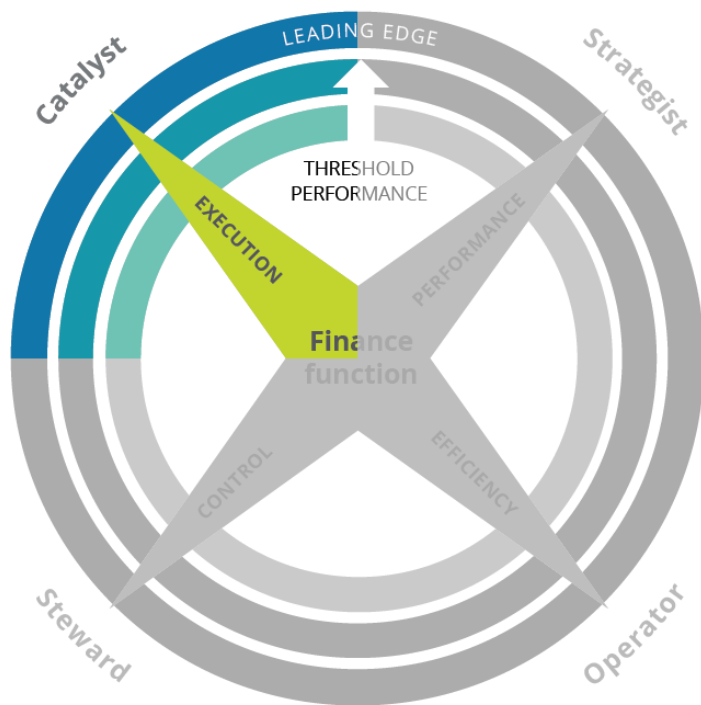 LEADING EDGE
Catalyst
Strategist
THRESHOLD
PERFORMANCE
EXECUTION
PERFORMANCE
Finance
function
CONTROL
EFFICIENCY
Steward
Operator